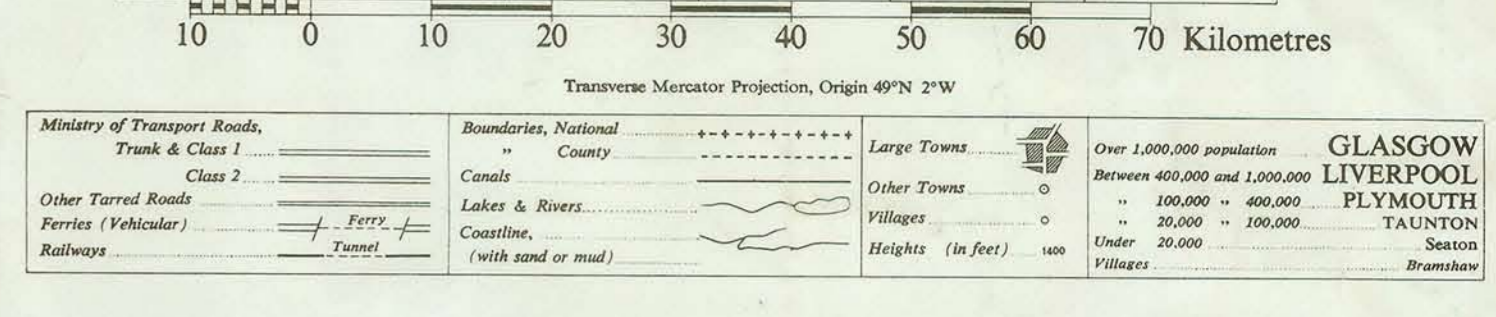 10 0 10 20 30 40 50 60 70 Kilometres
Transverse Mercator Projection, Origin 49°N 2°W
Ministry of Transport Roads,
Trunk & Class 1
Class 2
Other Tarred Roads
Ferries (Vehicular) Ferry
Railways Tunnel
Boundaries, National
" County
Canals
Lakes & Rivers
Coastline,
(with sand or mud)
Large Towns
Other Towns
Villages
Heights (in feet) 1400
Over 1,000,000 population GLASGOW
Between 400,000 and 1,000,000 LIVERPOOL
" 100,000 " 400,000 PLYMOUTH
" 20,000 " 100,000 TAUNTON
Under 20.000 Seaton
Villages Bramshaw